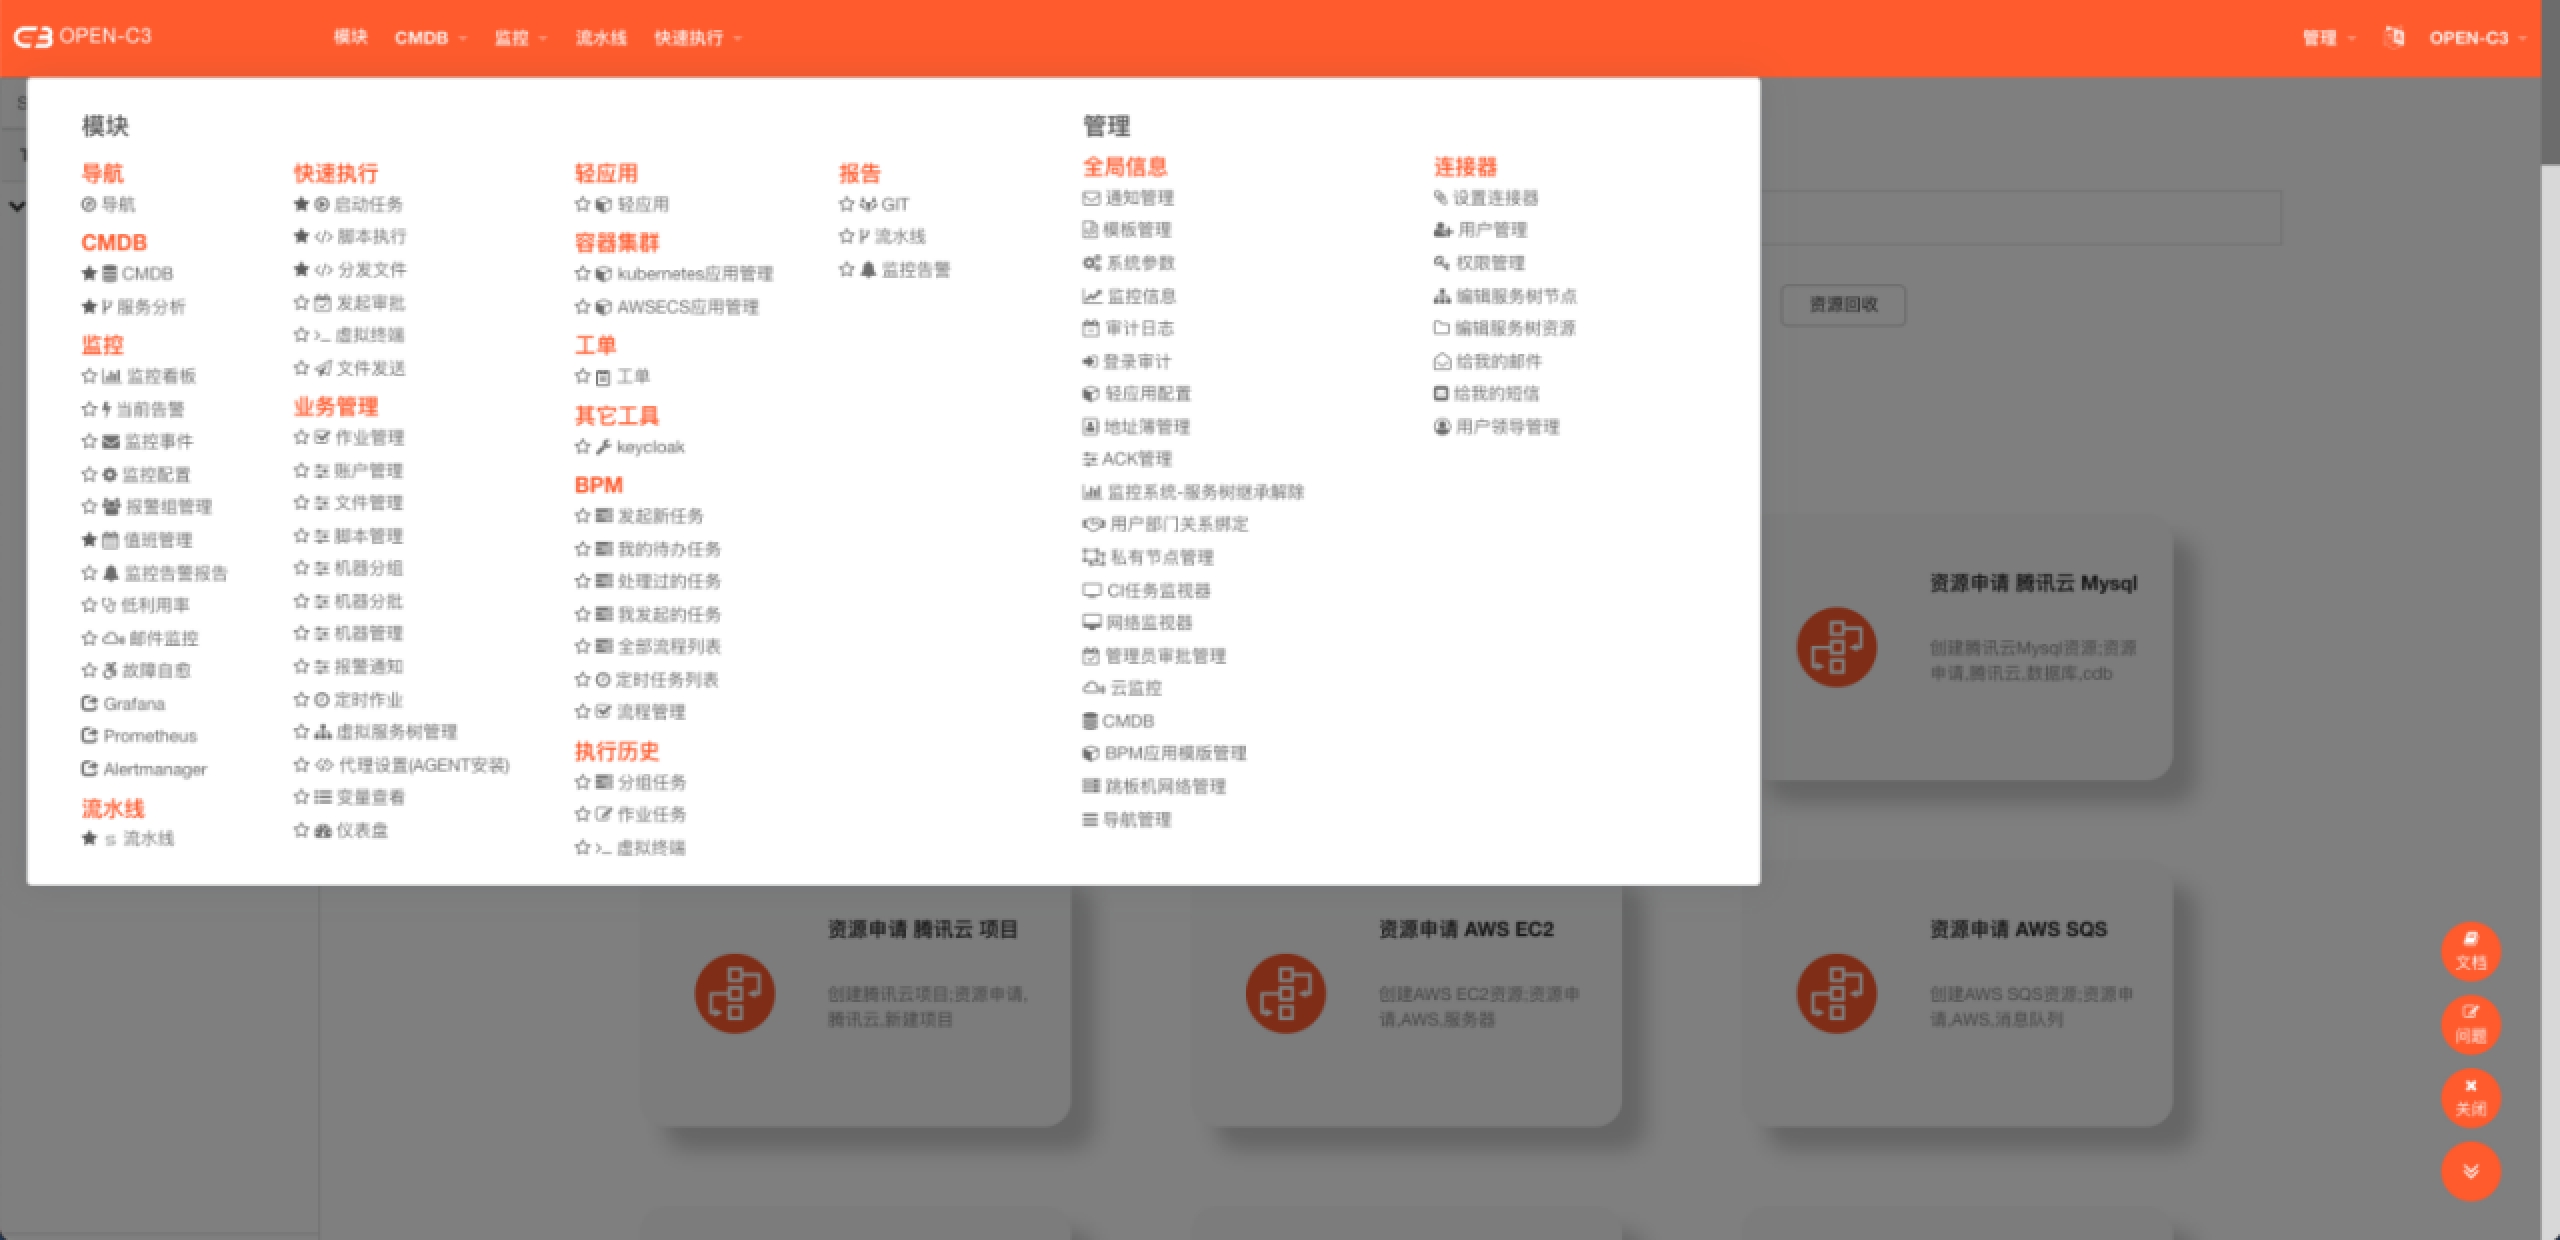 OPEN-C3
模块 CMDB 监控 流水线 快速执行
管理 OPEN-C3
模块
导航
导航
CMDB
CMDB
服务分析
监控
监控看板
当前告警
监控事件
监控配置
报警组管理
值班管理
监控告警报告
低利用率
邮件监控
故障自愈
Grafana
Prometheus
Alertmanager
流水线
流水线
快速执行
启动任务
脚本执行
分发文件
发起审批
虚拟终端
文件发送
业务管理
作业管理
账户管理
文件管理
脚本管理
机器分组
机器分批
机器管理
报警通知
定时作业
虚拟服务树管理
代理设置(AGENT安装)
变量查看
仪表盘
轻应用
轻应用
容器集群
kubernetes应用管理
AWSECS应用管理
工单
工单
其它工具
keycloak
BPM
发起新任务
我的待办任务
处理过的任务
我发起的任务
全部流程列表
定时任务列表
流程管理
执行历史
分组任务
作业任务
虚拟终端
报告
GIT
流水线
监控告警
管理
全局信息
通知管理
模板管理
系统参数
监控信息
审计日志
登录审计
轻应用配置
地址簿管理
ACK管理
监控系统-服务树继承解除
用户部门关系绑定
私有节点管理
CI任务监视器
网络监视器
管理员审批管理
云监控
CMDB
BPM应用模版管理
跳板机网络管理
导航管理
连接器
设置连接器
用户管理
权限管理
编辑服务树节点
编辑服务树资源
给我的邮件
给我的短信
用户领导管理
资源回收
资源申请 腾讯云 Mysql
创建腾讯云Mysql资源;资源
申请,腾讯云,数据库,cdb
资源申请 腾讯云 项目
创建腾讯云项目;资源申请,
腾讯云,新建项目
资源申请 AWS EC2
创建AWS EC2资源;资源申
请,AWS,服务器
资源申请 AWS SQS
创建AWS SQS资源;资源申
请,AWS,消息队列
文档
问题
关闭